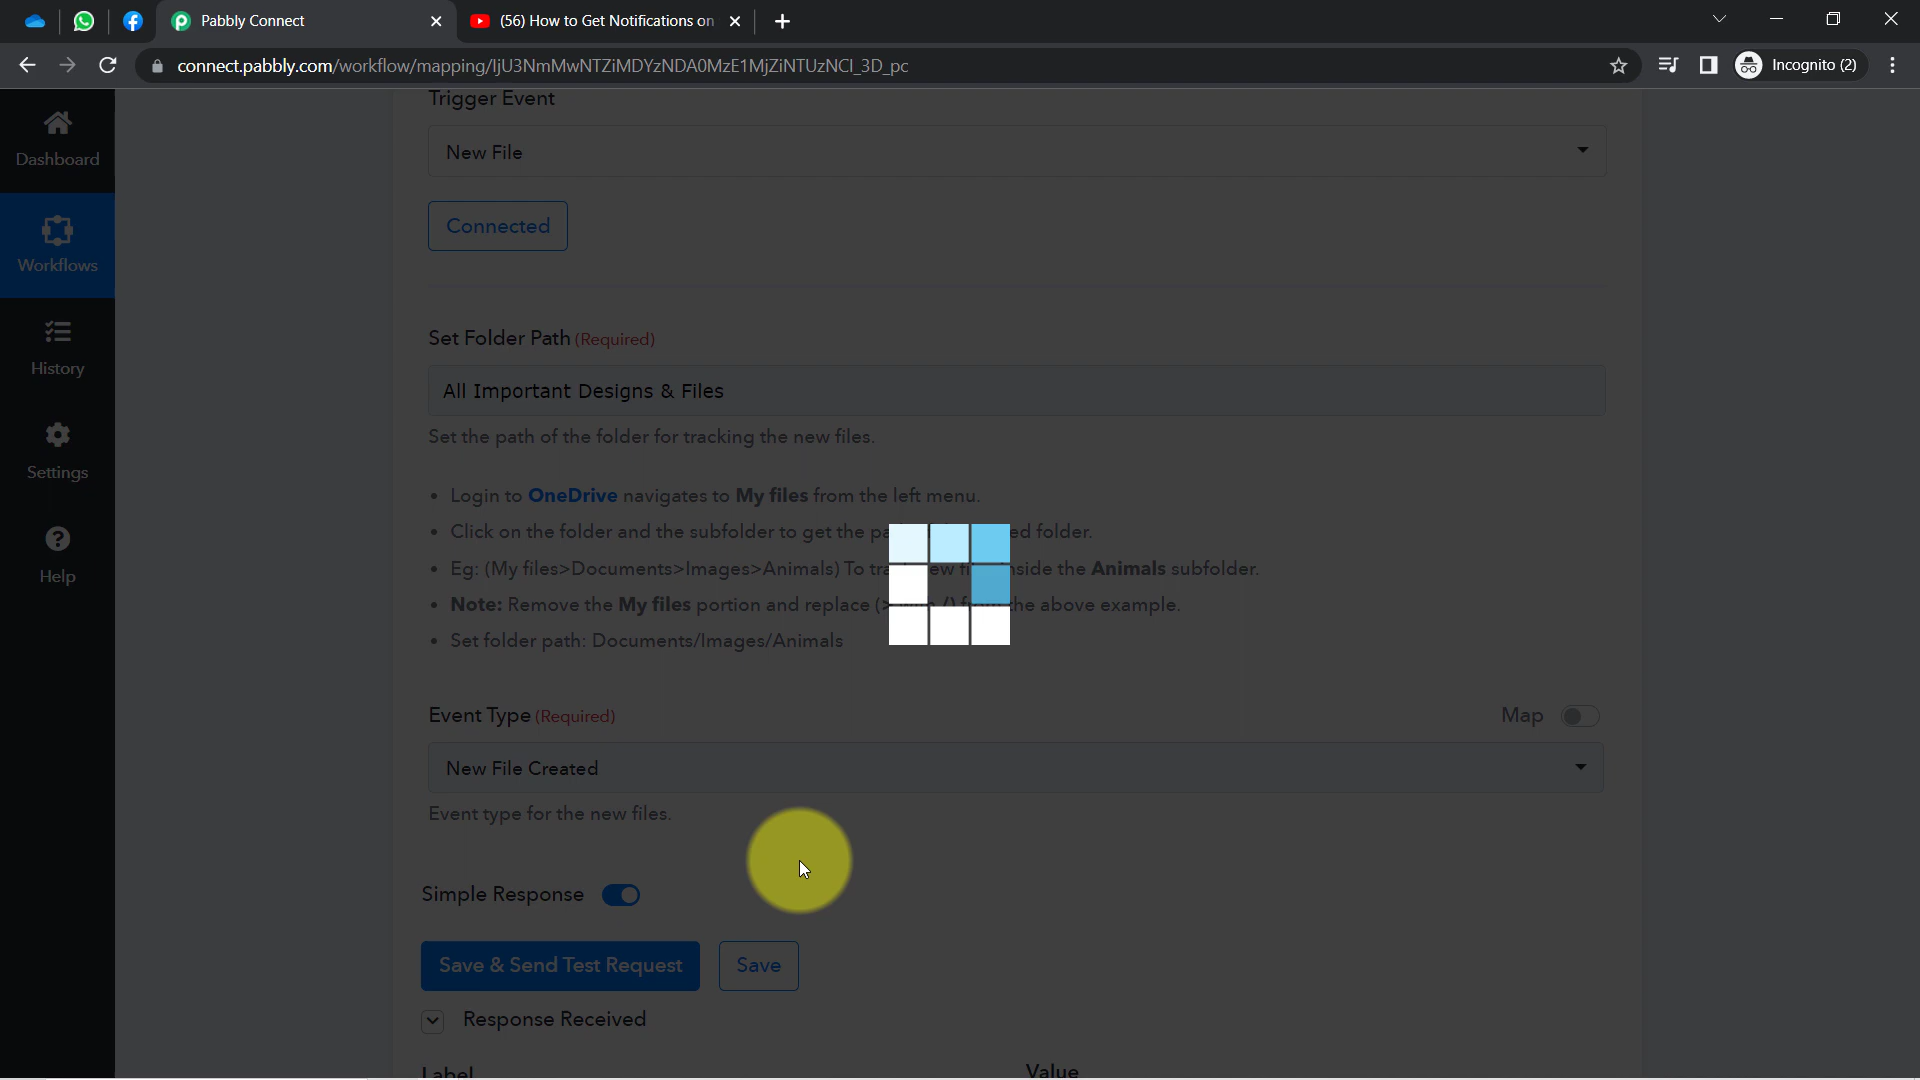 Pabbly Connect
(56) How to Get Notifications on
connect.pabbly.com/workflow/mapping/IjU3NmMwNTZiMDYzNDA0MzE1MjZiNTUzNCI_3D_pc
Incognito (2)
Dashboard
Workflows
History
Settings
Help
Trigger Event
New File
Connected
Set Folder Path (Required)
All Important Designs & Files
Set the path of the folder for tracking the new files.
• Login to OneDrive navigates to My files from the left menu.
• Click on the folder and the subfolder to get the folder.
• Eg: (My files>Documents>Images>Animals) To inside the Animals subfolder.
• Note: Remove the My files portion and replace the above example.
• Set folder path: Documents/Images/Animals
Event Type (Required)
Map
New File Created
Event type for the new files.
Simple Response
Save & Send Test Request
Save
Response Received
Label
Value